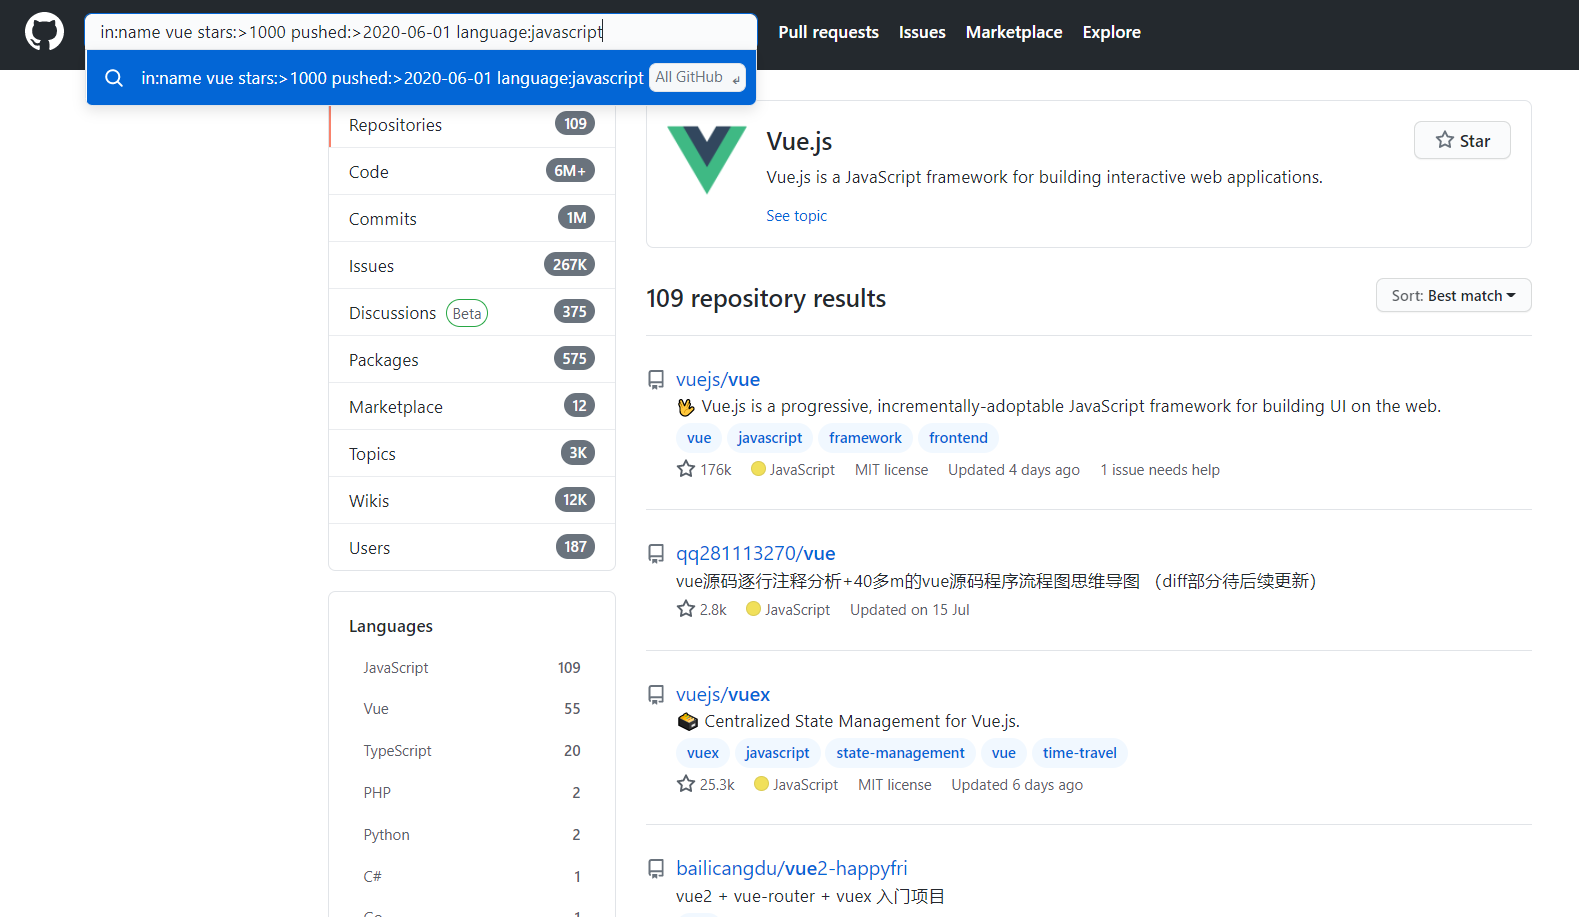 in:name vue stars:>1000 pushed:>2020-06-01 language:javascript
Pull requests Issues Marketplace Explore
in:name vue stars:>1000 pushed:>2020-06-01 language:javascript All GitHub
Repositories 109
Code 6M+
Commits 1M
Issues 267K
Discussions Beta 375
Packages 575
Marketplace 12
Topics 3K
Wikis 12K
Users 187
Languages
JavaScript 109
Vue 55
TypeScript 20
PHP 2
Python 2
C# 1
Go 1
Vue.js
Star
Vue.js is a JavaScript framework for building interactive web applications.
See topic
109 repository results
Sort: Best match
vuejs/vue
🖖 Vue.js is a progressive, incrementally-adoptable JavaScript framework for building UI on the web.
vue javascript framework frontend
176k JavaScript MIT license Updated 4 days ago 1 issue needs help
qq281113270/vue
vue源码逐行注释分析+40多m的vue源码程序流程图思维导图 （diff部分待后续更新）
2.8k JavaScript Updated on 15 Jul
vuejs/vuex
🗃️ Centralized State Management for Vue.js.
vuex javascript state-management vue time-travel
25.3k JavaScript MIT license Updated 6 days ago
bailicangdu/vue2-happyfri
vue2 + vue-router + vuex 入门项目